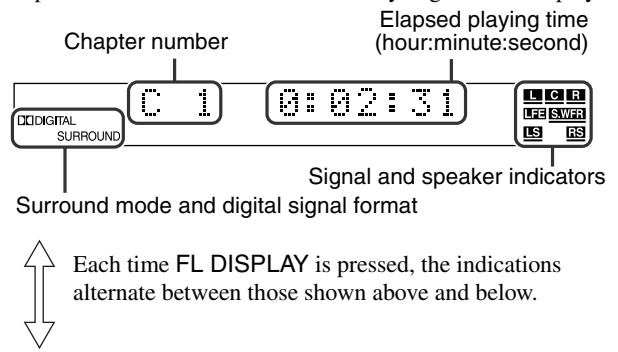 Elapsed playing time
Chapter number
(hour:minute:second)
C 1 0:02:31
L C R
DIGITAL
LFE S.WFR
SURROUND
LS RS
Signal and speaker indicators
Surround mode and digital signal format
Each time FL DISPLAY is pressed, the indications
alternate between those shown above and below.